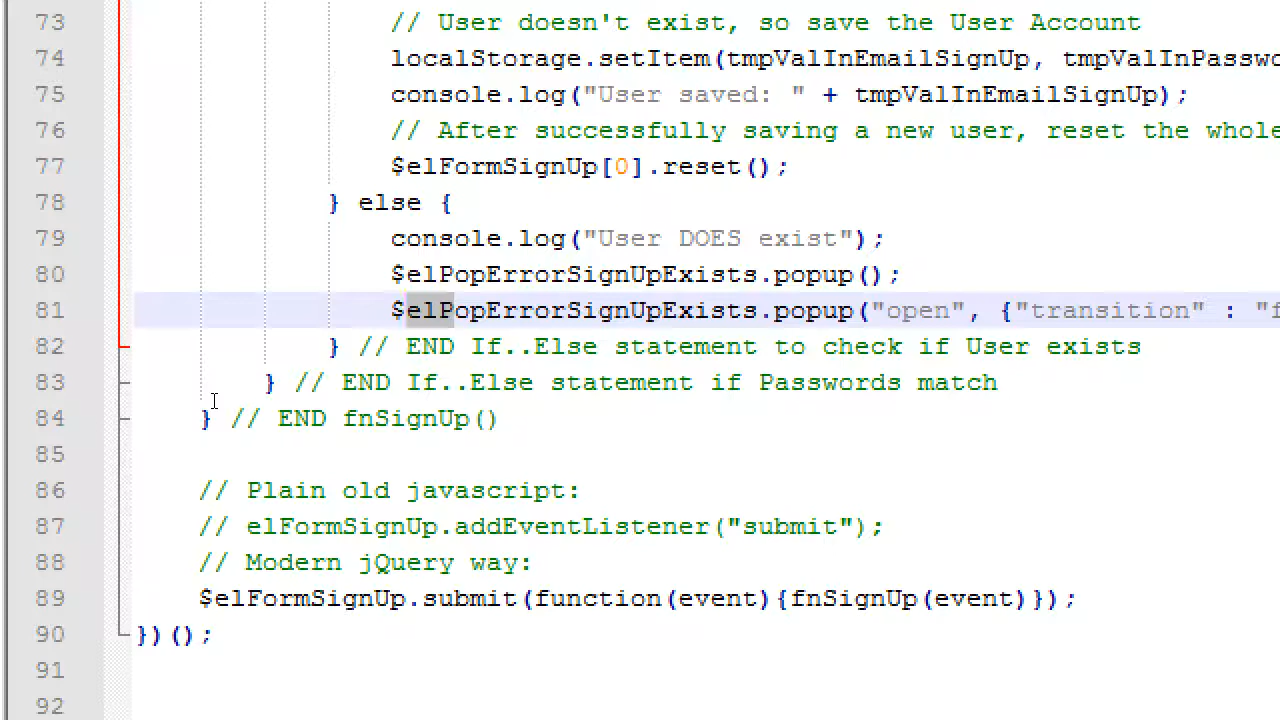 73 // User doesn't exist, so save the User Account
74 localStorage.setItem(tmpValInEmailSignUp, tmpValInPasswo
75 console.log("User saved: " + tmpValInEmailSignUp);
76 // After successfully saving a new user, reset the whole
77 $elFormSignUp[0].reset();
78 } else {
79 console.log("User DOES exist");
80 $elPopErrorSignUpExists.popup();
81 $elPopErrorSignUpExists.popup("open", {"transition" : "f
82 } // END If..Else statement to check if User exists
83 } // END If..Else statement if Passwords match
84 } // END fnSignUp()
85
86 // Plain old javascript:
87 // elFormSignUp.addEventListener("submit");
88 // Modern jQuery way:
89 $elFormSignUp.submit(function(event){fnSignUp(event)});
90 })();
91
92